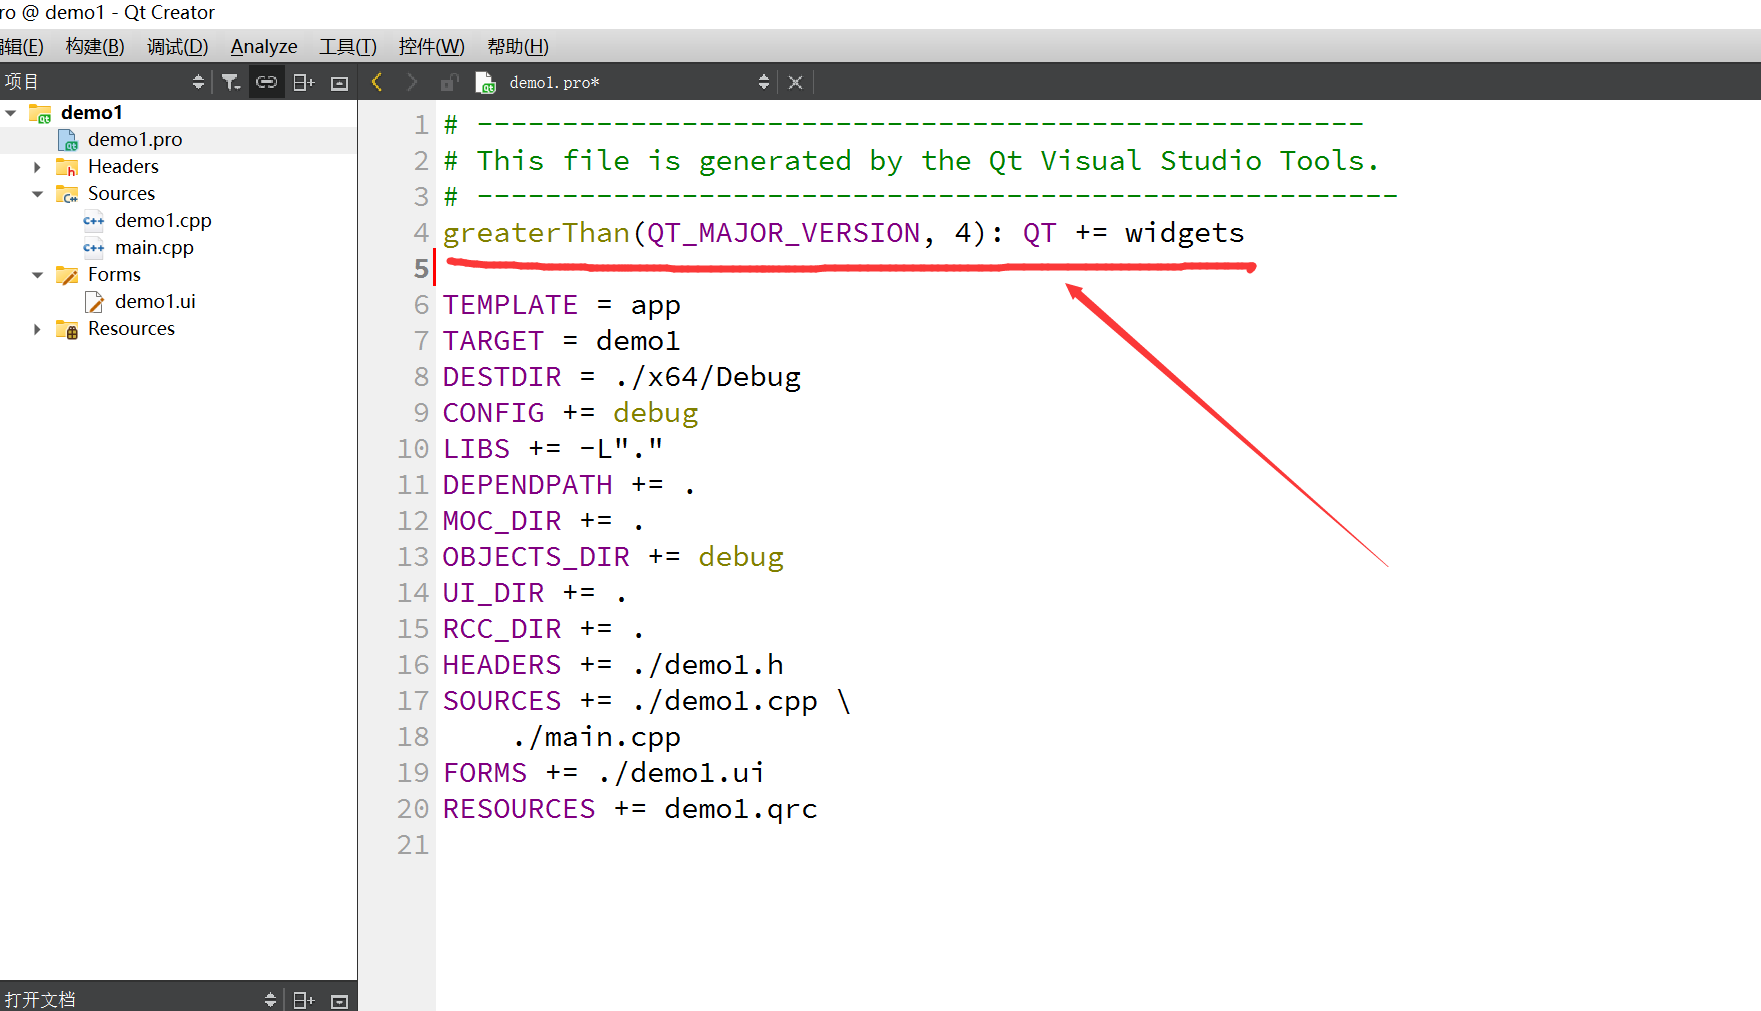 ro @ demo1 - Qt Creator
辑(E) 构建(B) 调试(D) Analyze 工具(T) 控件(W) 帮助(H)
项目
demo1.pro*
demo1
demo1.pro
Headers
Sources
demo1.cpp
main.cpp
Forms
demo1.ui
Resources
打开文档
1 # ----------------------------------------------------
2 # This file is generated by the Qt Visual Studio Tools.
3 # ------------------------------------------------------
4 greaterThan(QT_MAJOR_VERSION, 4): QT += widgets
5
6 TEMPLATE = app
7 TARGET = demo1
8 DESTDIR = ./x64/Debug
9 CONFIG += debug
10 LIBS += -L"."
11 DEPENDPATH += .
12 MOC_DIR += .
13 OBJECTS_DIR += debug
14 UI_DIR += .
15 RCC_DIR += .
16 HEADERS += ./demo1.h
17 SOURCES += ./demo1.cpp \
18     ./main.cpp
19 FORMS += ./demo1.ui
20 RESOURCES += demo1.qrc
21